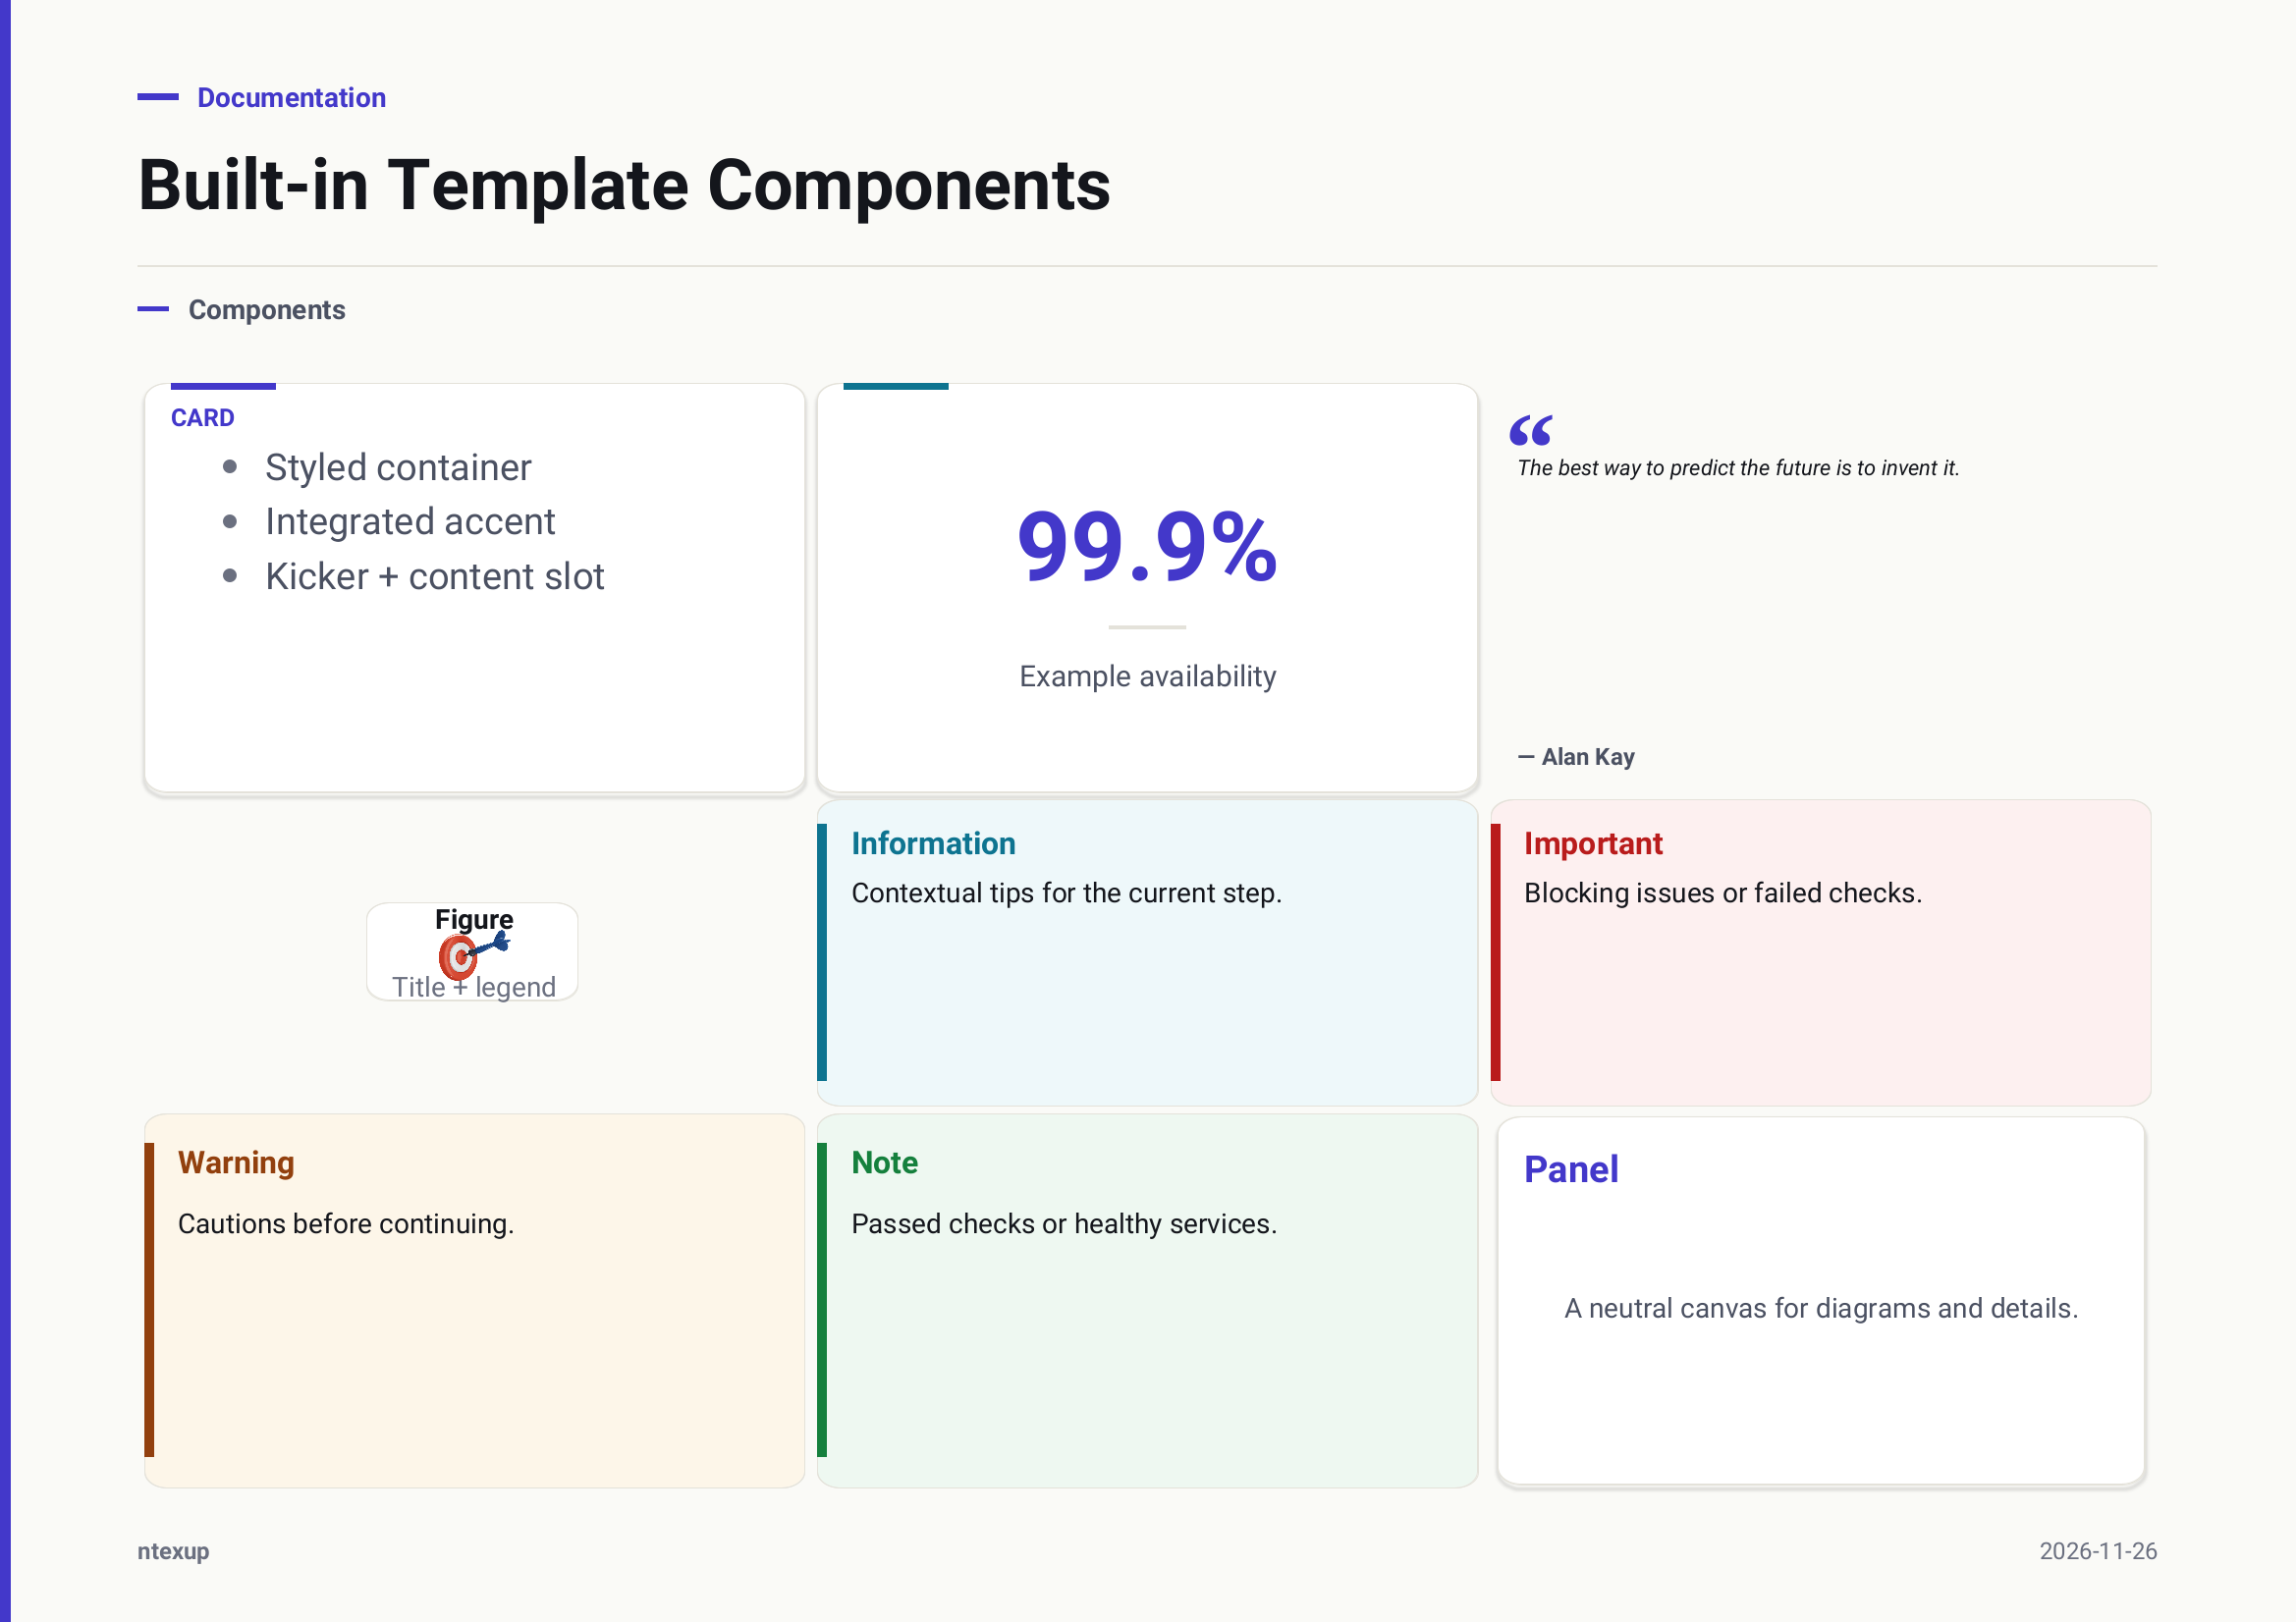 Documentation
Built-in Template Components
Components
CARD
• Styled container
• Integrated accent
• Kicker + content slot
99.9%
Example availability
“
The best way to predict the future is to invent it.
— Alan Kay
Figure
Title + legend
Information
Contextual tips for the current step.
Important
Blocking issues or failed checks.
Warning
Cautions before continuing.
Note
Passed checks or healthy services.
Panel
A neutral canvas for diagrams and details.
ntexup
2026-11-26